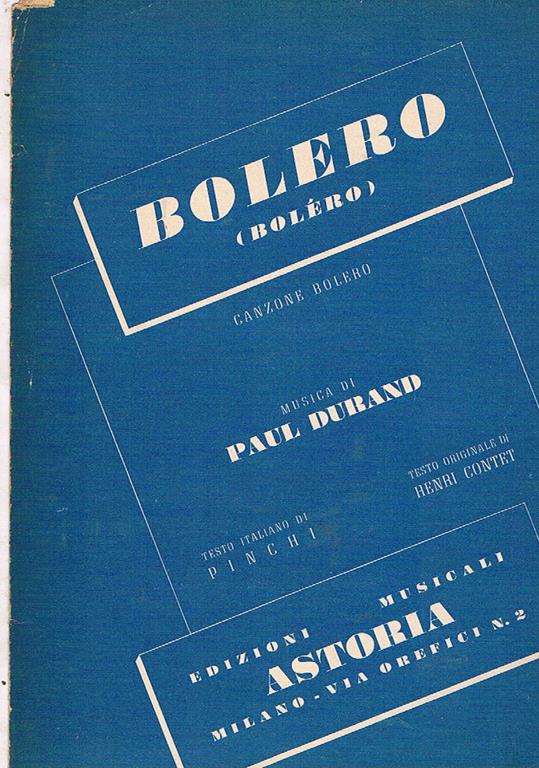 BOLERO
(BOLÉRO)
CANZONE BOLERO
MUSICA DI
PAUL DURAND
TESTO ORIGINALE DI
HENRI CONTET
TESTO ITALIANO DI
PINCHI
EDIZIONI MUSICALI
ASTORIA
MILANO - VIA OREFICI N. 2